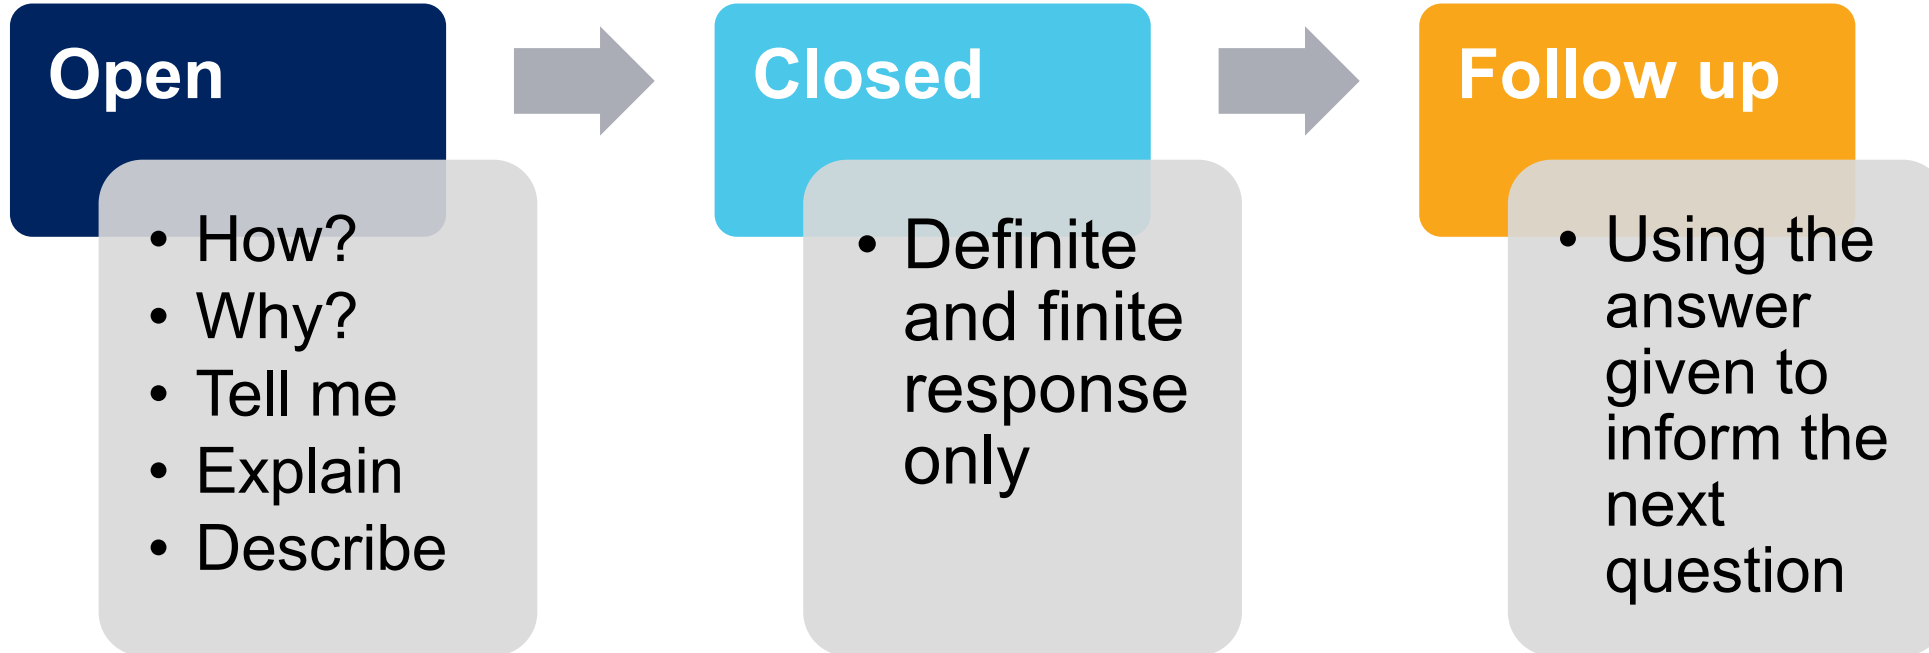 Open
• How?
• Why?
• Tell me
• Explain
• Describe
Closed
• Definite
and finite
response
only
Follow up
• Using the
answer
given to
inform the
next
question